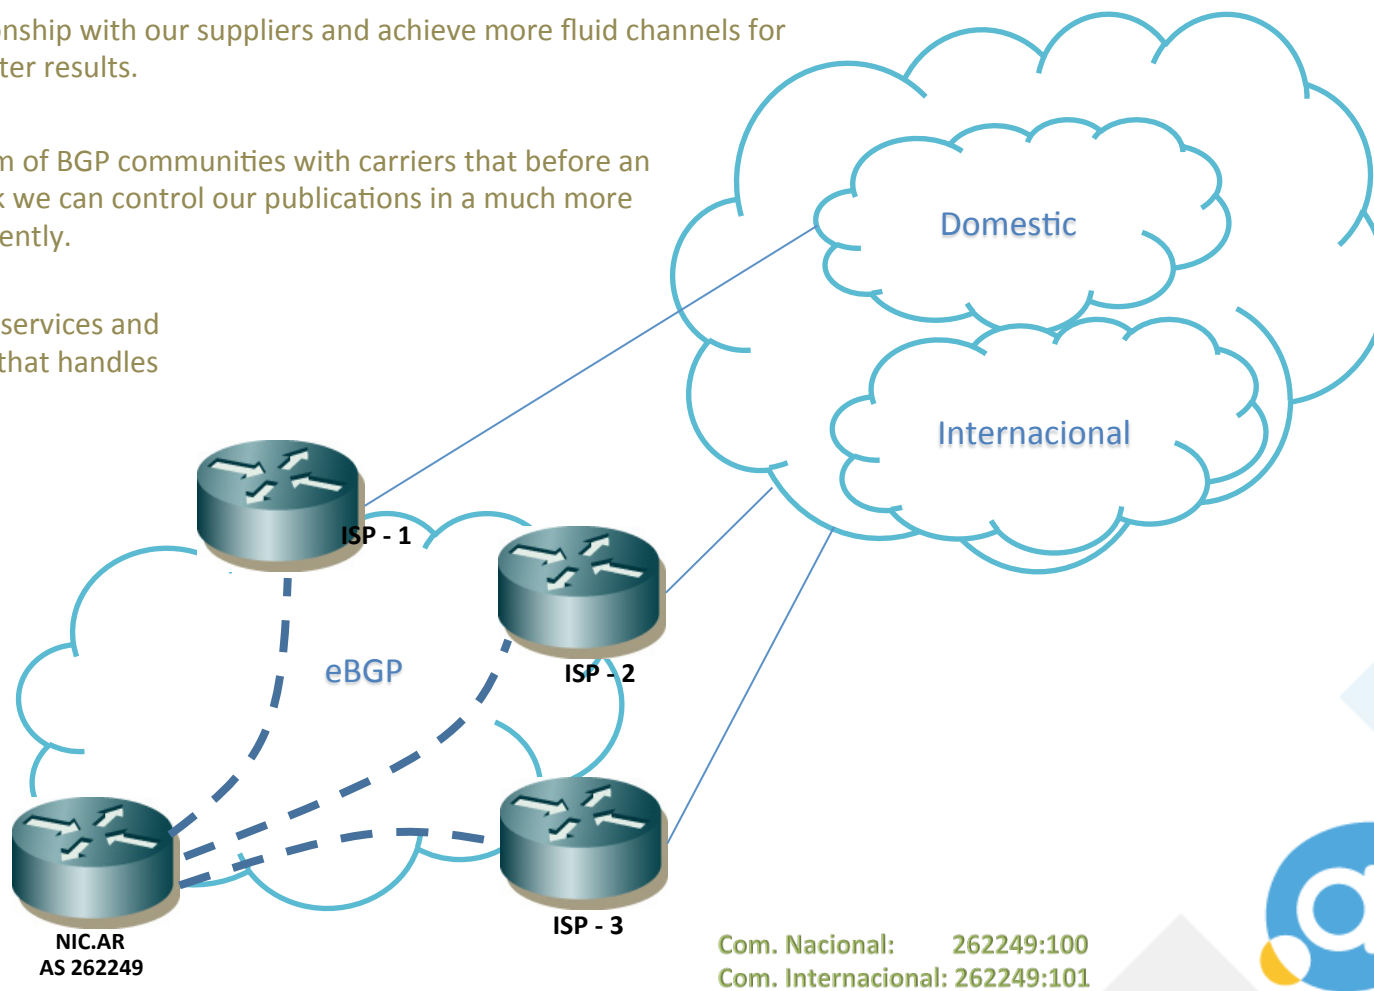 onship with our suppliers and achieve more fluid channels for
ter results.
m of BGP communities with carriers that before an
k we can control our publications in a much more
ently.
services and
that handles
Domestic
Internacional
ISP - 1
ISP - 2
eBGP
ISP - 3
NIC.AR
AS 262249
Com. Nacional: 262249:100
Com. Internacional: 262249:101